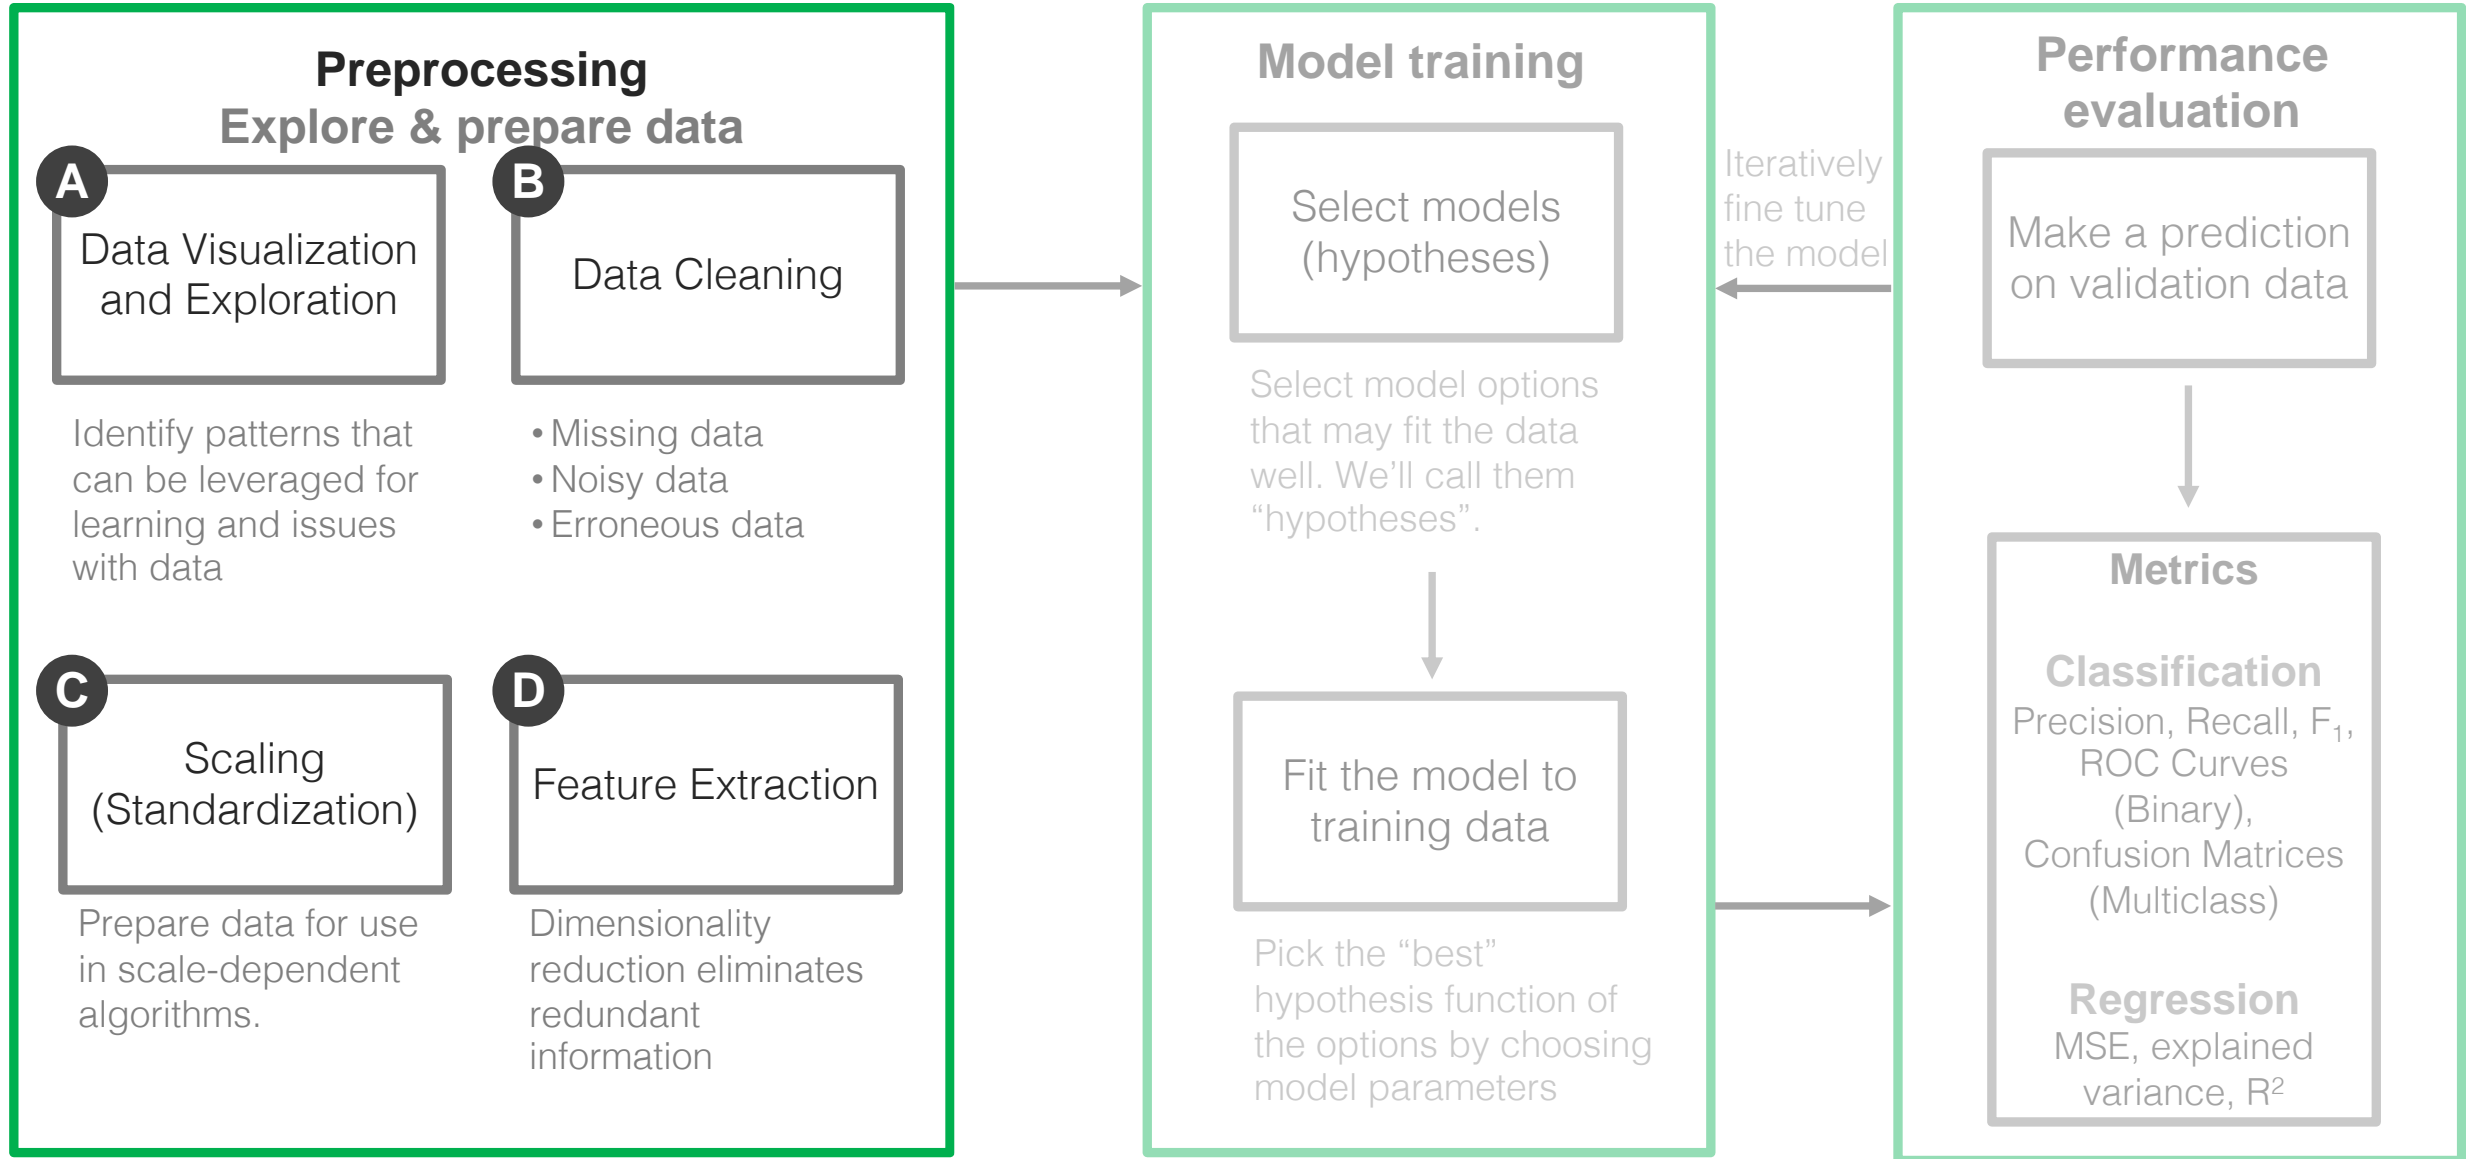 Preprocessing
Explore & prepare data
A
Data Visualization
and Exploration
Identify patterns that
can be leveraged for
learning and issues
with data
B
Data Cleaning
• Missing data
• Noisy data
• Erroneous data
C
Scaling
(Standardization)
Prepare data for use
in scale-dependent
algorithms.
D
Feature Extraction
Dimensionality
reduction eliminates
redundant
information
Model training
Select models
(hypotheses)
Select model options
that may fit the data
well. We’ll call them
“hypotheses”.
Fit the model to
training data
Pick the “best”
hypothesis function of
the options by choosing
model parameters
Iteratively
fine tune
the model
Performance
evaluation
Make a prediction
on validation data
Metrics
Classification
Precision, Recall, F₁,
ROC Curves
(Binary),
Confusion Matrices
(Multiclass)
Regression
MSE, explained
variance, R²